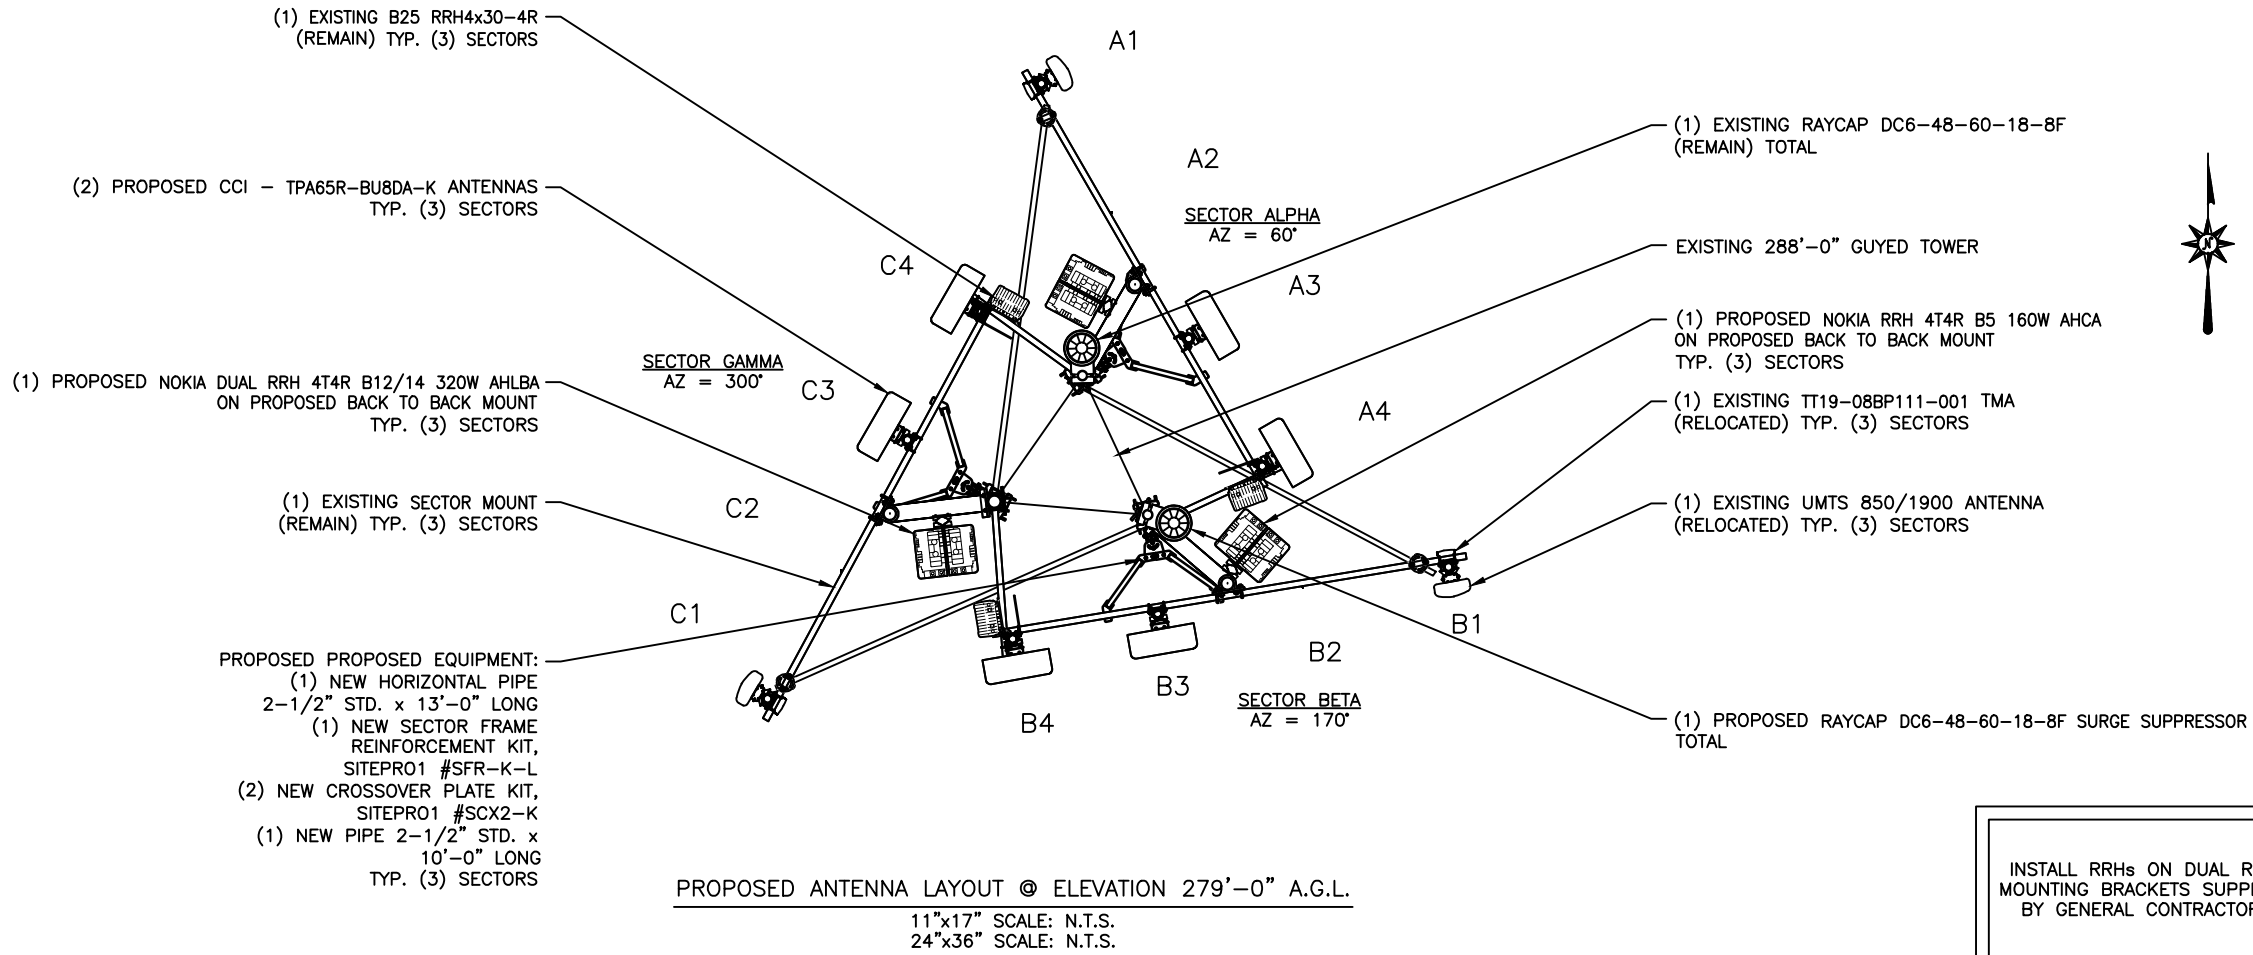 (1) EXISTING B25 RRH4x30-4R
(REMAIN) TYP. (3) SECTORS
(2) PROPOSED CCI - TPA65R-BU8DA-K ANTENNAS
TYP. (3) SECTORS
(1) PROPOSED NOKIA DUAL RRH 4T4R B12/14 320W AHLBA
ON PROPOSED BACK TO BACK MOUNT
TYP. (3) SECTORS
(1) EXISTING SECTOR MOUNT
(REMAIN) TYP. (3) SECTORS
PROPOSED PROPOSED EQUIPMENT:
(1) NEW HORIZONTAL PIPE
2-1/2" STD. x 13'-0" LONG
(1) NEW SECTOR FRAME
REINFORCEMENT KIT,
SITEPRO1 #SFR-K-L
(2) NEW CROSSOVER PLATE KIT,
SITEPRO1 #SCX2-K
(1) NEW PIPE 2-1/2" STD. x
10'-0" LONG
TYP. (3) SECTORS
A1
A2
SECTOR ALPHA
AZ = 60°
A3
A4
C4
SECTOR GAMMA
AZ = 300°
C3
C2
C1
B1
B2
B3
SECTOR BETA
AZ = 170°
B4
(1) EXISTING RAYCAP DC6-48-60-18-8F
(REMAIN) TOTAL
EXISTING 288'-0" GUYED TOWER
(1) PROPOSED NOKIA RRH 4T4R B5 160W AHCA
ON PROPOSED BACK TO BACK MOUNT
TYP. (3) SECTORS
(1) EXISTING TT19-08BP111-001 TMA
(RELOCATED) TYP. (3) SECTORS
(1) EXISTING UMTS 850/1900 ANTENNA
(RELOCATED) TYP. (3) SECTORS
(1) PROPOSED RAYCAP DC6-48-60-18-8F SURGE SUPPRESSOR
TOTAL
N
PROPOSED ANTENNA LAYOUT @ ELEVATION 279'-0" A.G.L.
11"x17" SCALE: N.T.S.
24"x36" SCALE: N.T.S.
INSTALL RRHs ON DUAL R
MOUNTING BRACKETS SUPP
BY GENERAL CONTRACTOR